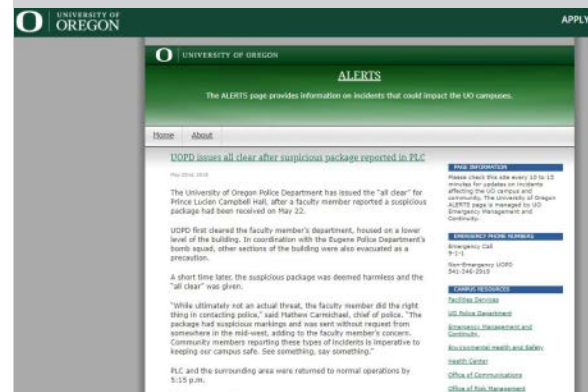 UNIVERSITY OF
OREGON
APPLY
UNIVERSITY OF OREGON
ALERTS
The ALERTS page provides information on incidents that could impact the UO campuses.
Home About
UOPD issues all clear after suspicious package reported in PLC
May 22nd, 2018
The University of Oregon Police Department has issued the "all clear" for
Prince Lucien Campbell Hall, after a faculty member reported a suspicious
package had been received on May 22.
UOPD first cleared the faculty member's department, housed on a lower
level of the building. In coordination with the Eugene Police Department's
bomb squad, other sections of the building were also evacuated as a
precaution.
A short time later, the suspicious package was deemed harmless and the
"all clear" was given.
"While ultimately not an actual threat, the faculty member did the right
thing in contacting police," said Mathew Carmichael, chief of police. "The
package had suspicious markings and was sent without request from
somewhere in the mid-west, adding to the faculty member's concern.
Community members reporting these types of incidents is imperative to
keeping our campus safe. See something, say something."
PLC and the surrounding area were returned to normal operations by
5:15 p.m.
PAGE INFORMATION
Please check this site every 10 to 15
minutes for updates on incidents
affecting the UO campus and
community. The University of Oregon
ALERTS page is managed by UO
Emergency Management and
Continuity.
EMERGENCY PHONE NUMBERS
Emergency Call
9-1-1
Non-Emergency UOPD
541-346-2919
CAMPUS RESOURCES
Facilities Services
UO Police Department
Emergency Management and
Continuity
Environmental Health and Safety
Health Center
Office of Communications
Office of Risk Management